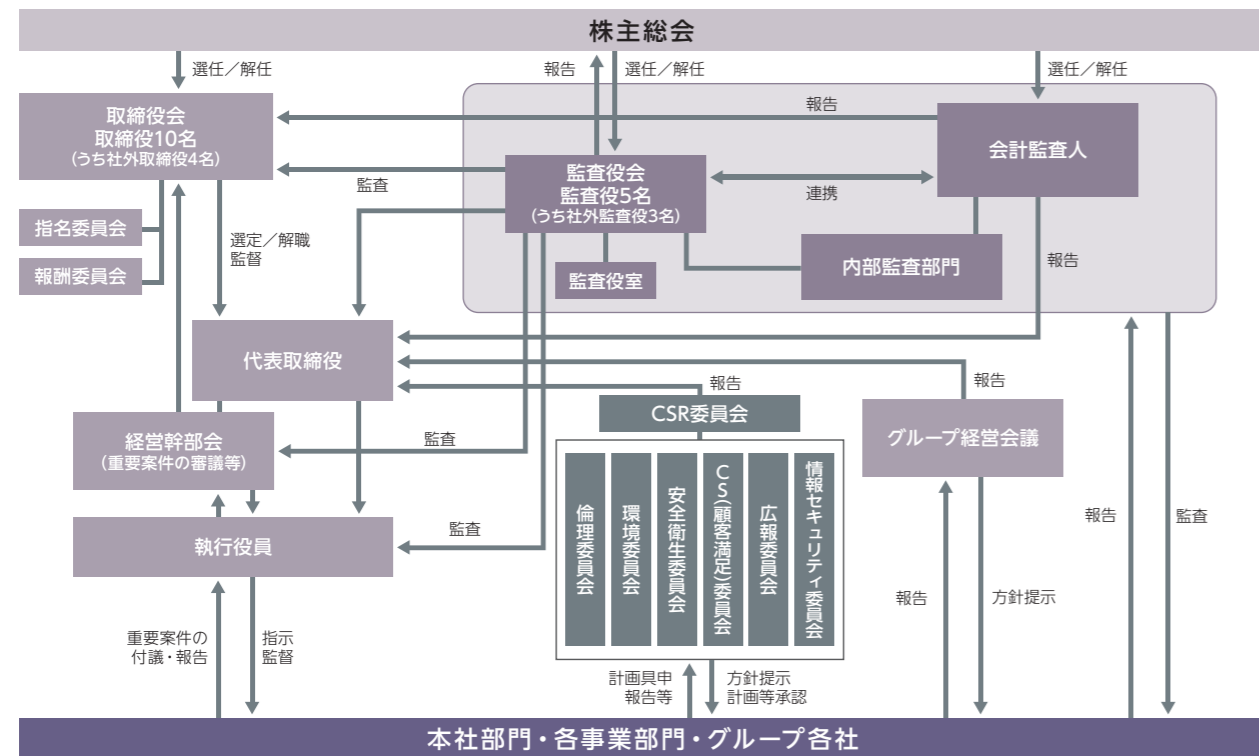 株主総会
選任／解任
報告
選任／解任
選任／解任
取締役会
取締役10名
(うち社外取締役4名)
報告
会計監査人
監査役会
監査役5名
(うち社外監査役3名)
監査
連携
指名委員会
報酬委員会
選定／解職
監督
監査役室
内部監査部門
報告
代表取締役
報告
報告
CSR委員会
グループ経営会議
経営幹部会
(重要案件の審議等)
監査
倫理委員会
環境委員会
安全衛生委員会
CS(顧客満足)委員会
広報委員会
情報セキュリティ委員会
執行役員
監査
報告
監査
報告
方針提示
重要案件の
付議・報告
指示
監督
計画具申
報告等
方針提示
計画等承認
本社部門・各事業部門・グループ各社